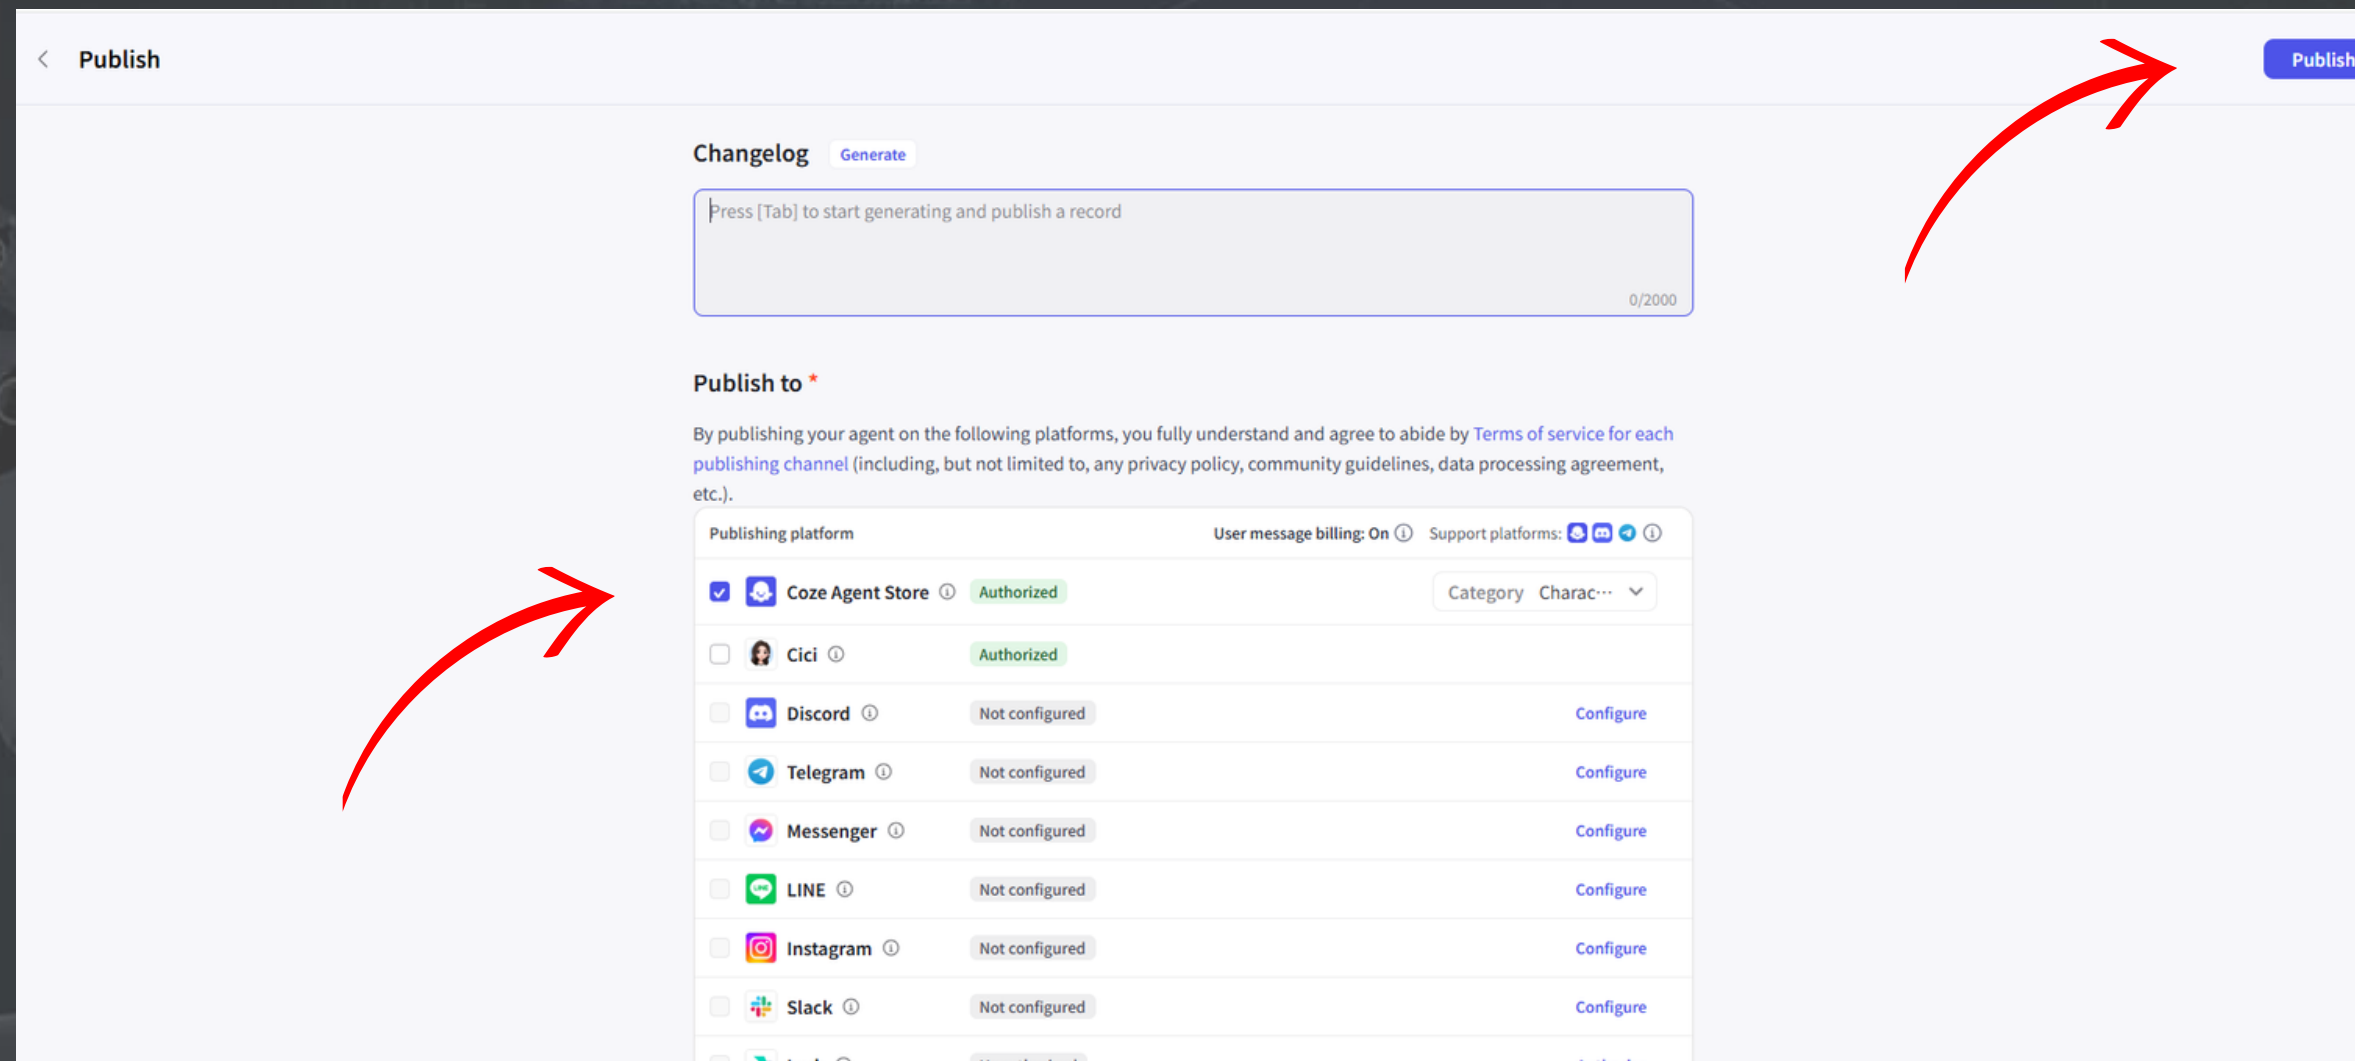 Publish
Publish
Changelog Generate
Press [Tab] to start generating and publish a record
0/2000
Publish to *
By publishing your agent on the following platforms, you fully understand and agree to abide by Terms of service for each
publishing channel (including, but not limited to, any privacy policy, community guidelines, data processing agreement,
etc.).
Publishing platform User message billing: On Support platforms:
Coze Agent Store Authorized Category Charac···
Cici Authorized
Discord Not configured Configure
Telegram Not configured Configure
Messenger Not configured Configure
LINE Not configured Configure
Instagram Not configured Configure
Slack Not configured Configure